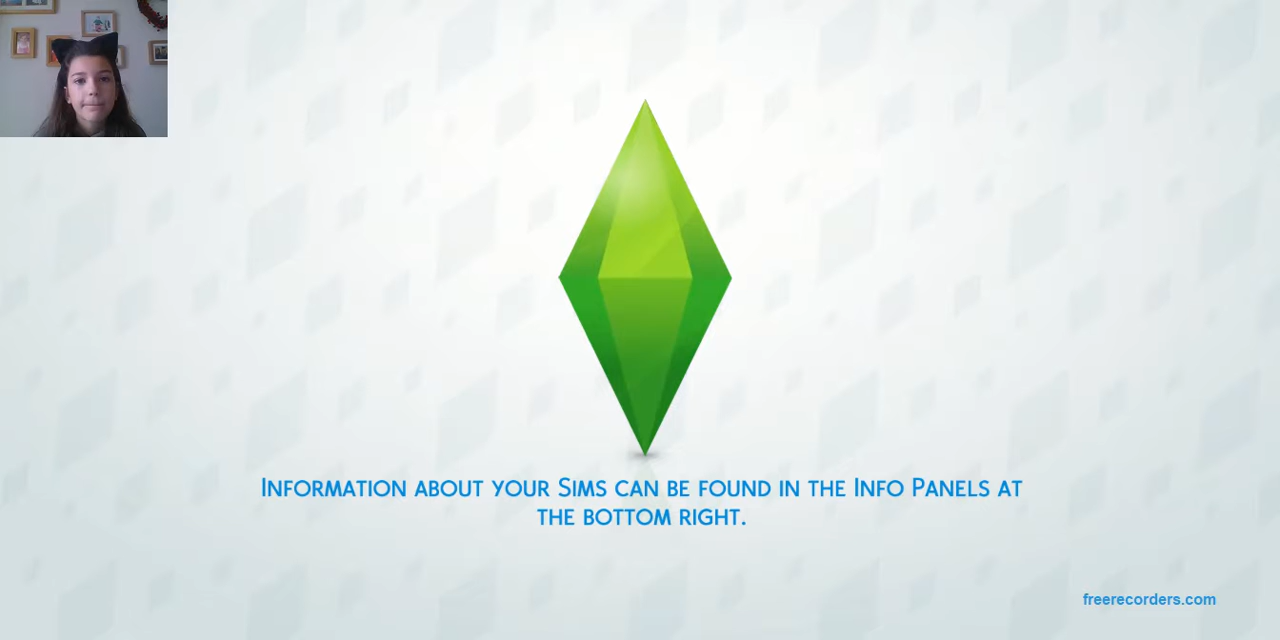 Information about your Sims can be found in the Info Panels at
the bottom right.
freerecorders.com